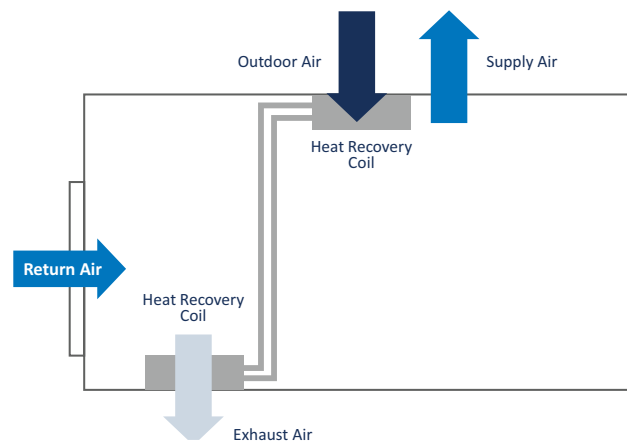 Outdoor Air
Supply Air
Heat Recovery
Coil
Return Air
Heat Recovery
Coil
Exhaust Air